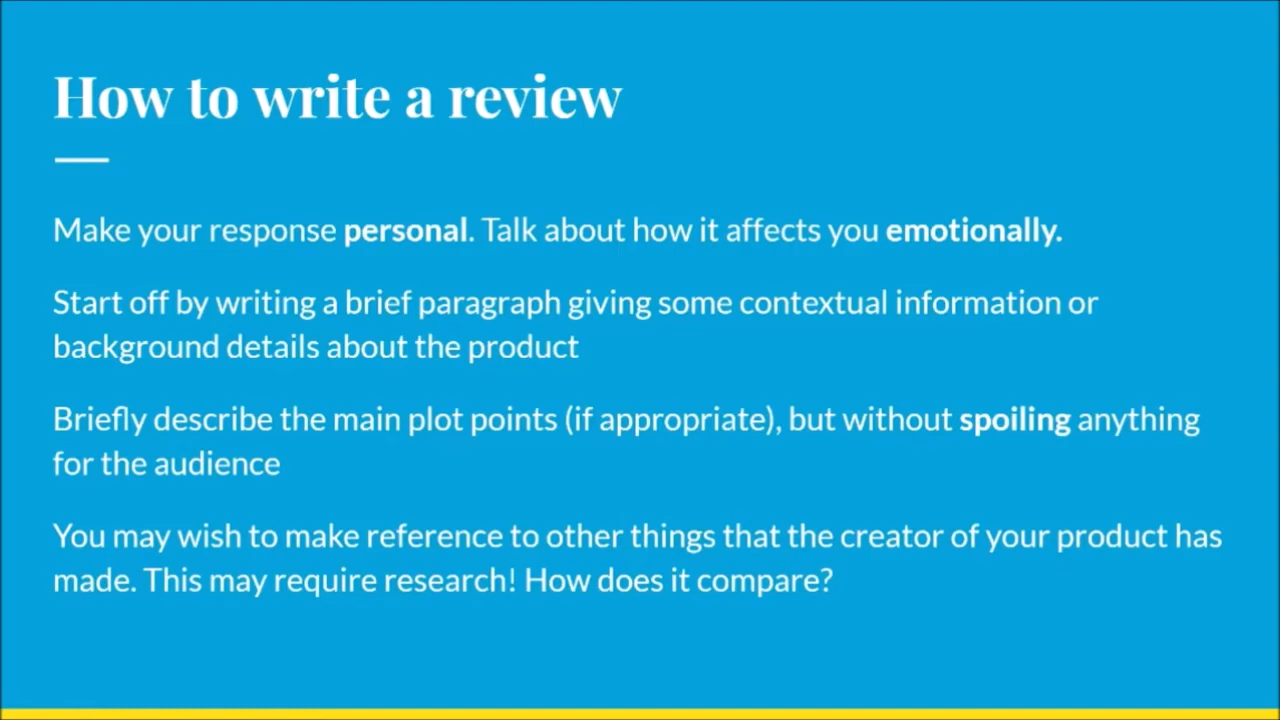 How to write a review
Make your response personal. Talk about how it affects you emotionally.
Start off by writing a brief paragraph giving some contextual information or
background details about the product
Briefly describe the main plot points (if appropriate), but without spoiling anything
for the audience
You may wish to make reference to other things that the creator of your product has
made. This may require research! How does it compare?